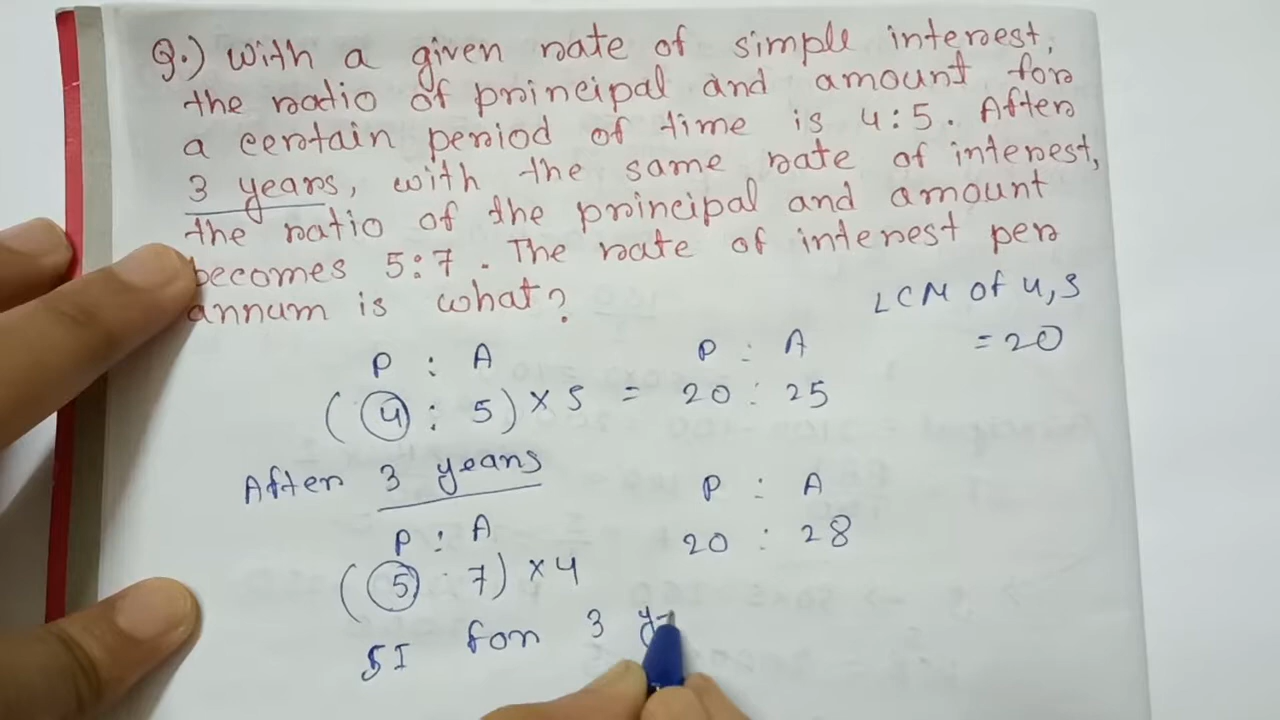 Q.) With a given rate of simple interest,
the ratio of principal and amount for
a certain period of time is 4:5. After
3 years, with the same rate of interest,
the ratio of the principal and amount
becomes 5:7. The rate of interest per
annum is what?
LCM of 4,5
=20
P : A
(4 : 5) × 5 = 20 : 25
P : A
After 3 years
P : A
(5 : 7) × 4
P : A
20 : 28
SI for 3 y